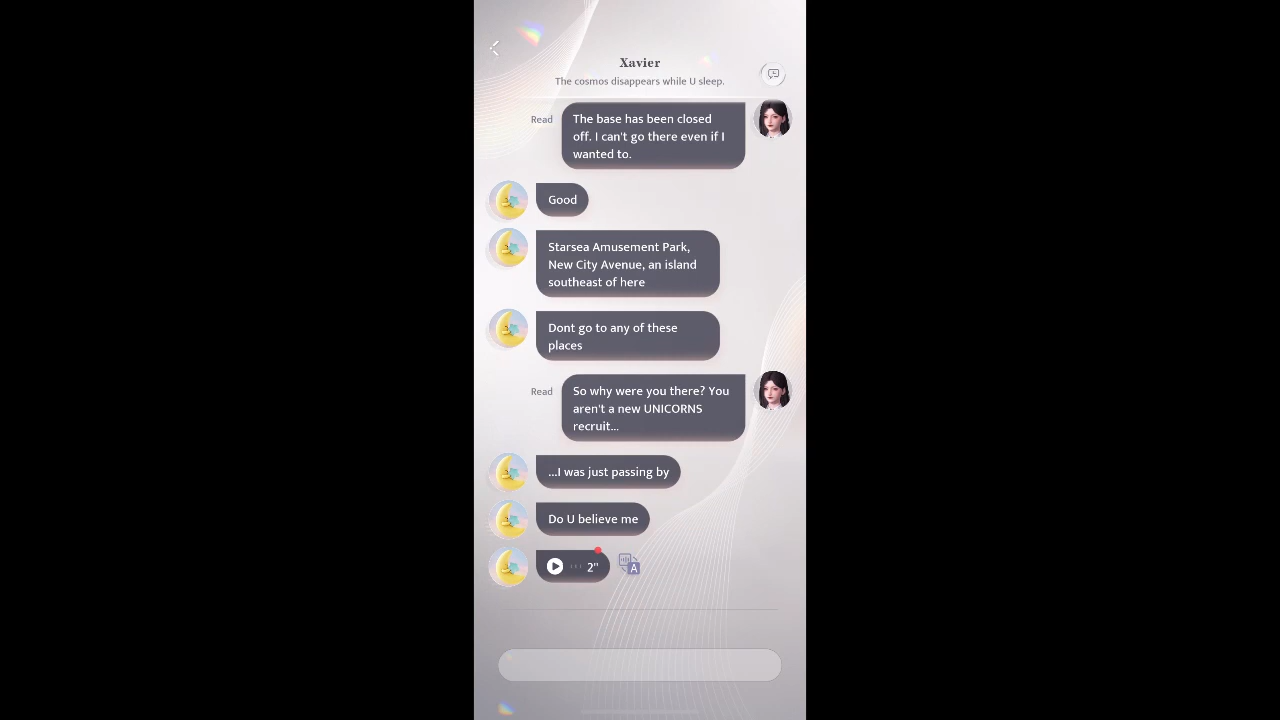 Xavier
The cosmos disappears while U sleep.
Read
The base has been closed
off. I can't go there even if I
wanted to.
Good
Starsea Amusement Park,
New City Avenue, an island
southeast of here
Dont go to any of these
places
Read
So why were you there? You
aren't a new UNICORNS
recruit...
...I was just passing by
Do U believe me
2"
A